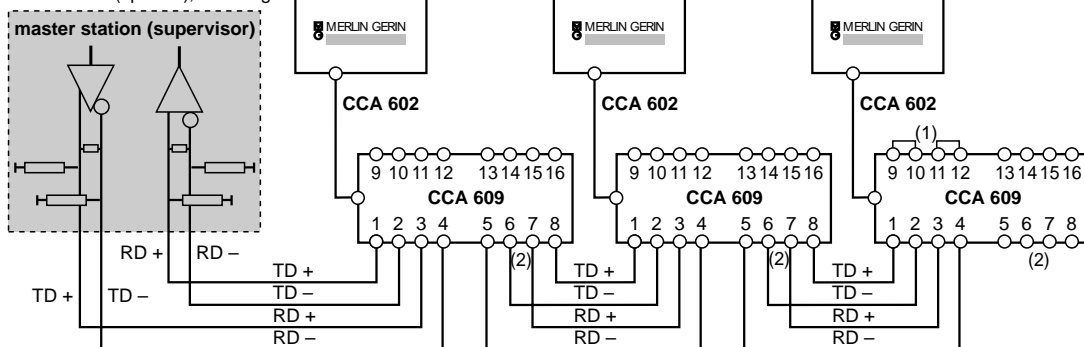 master station (supervisor)
MERLIN GERIN
MERLIN GERIN
MERLIN GERIN
CCA 602
CCA 602
CCA 602
(1)
9 10 11 12 13 14 15 16
9 10 11 12 13 14 15 16
9 10 11 12 13 14 15 16
CCA 609
CCA 609
CCA 609
1 2 3 4 5 6 7 8
1 2 3 4 5 6 7 8
1 2 3 4 5 6 7 8
(2)
(2)
(2)
RD +
RD –
TD +
TD +
TD +
TD +
TD –
TD –
TD –
TD –
RD +
RD +
RD +
RD –
RD –
RD –